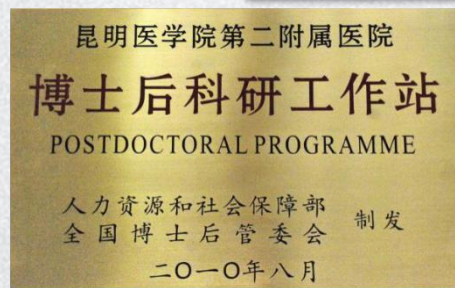 昆明医学院第二附属医院
博士后科研工作站
POSTDOCTORAL PROGRAMME
人力资源和社会保障部
全国博士后管委会 制发
二〇一〇年八月